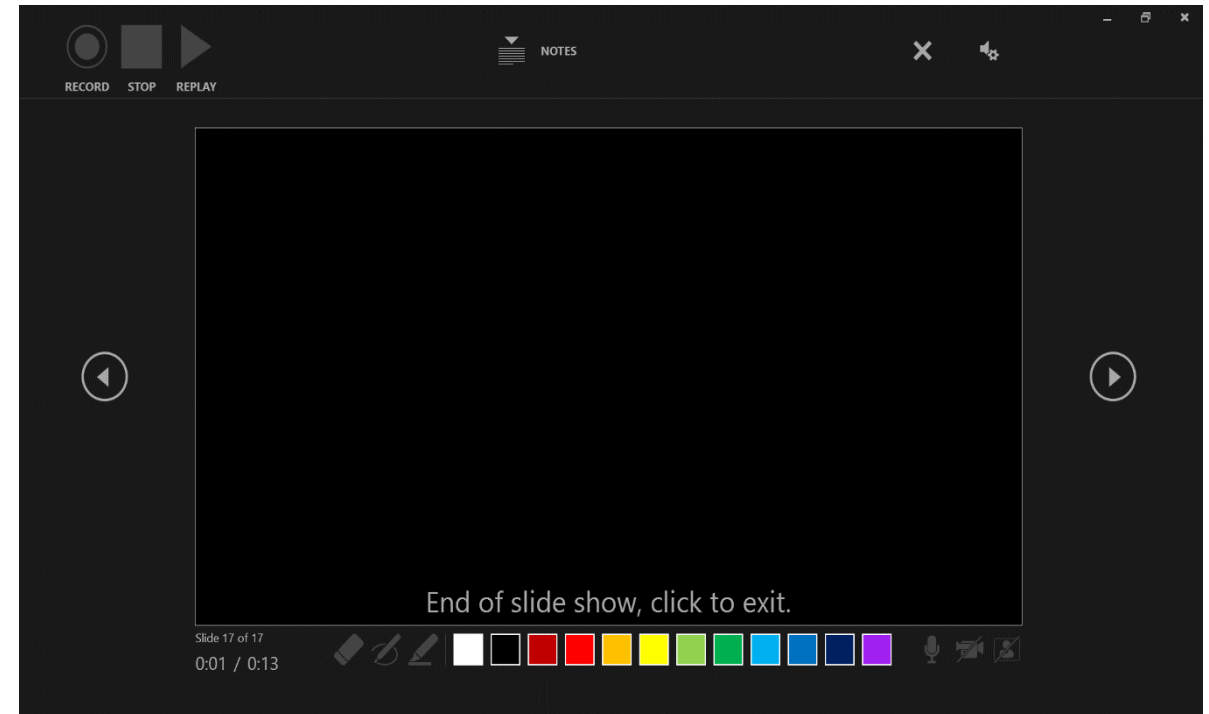 NOTES
RECORD STOP REPLAY
End of slide show, click to exit.
Slide 17 of 17
0:01 / 0:13